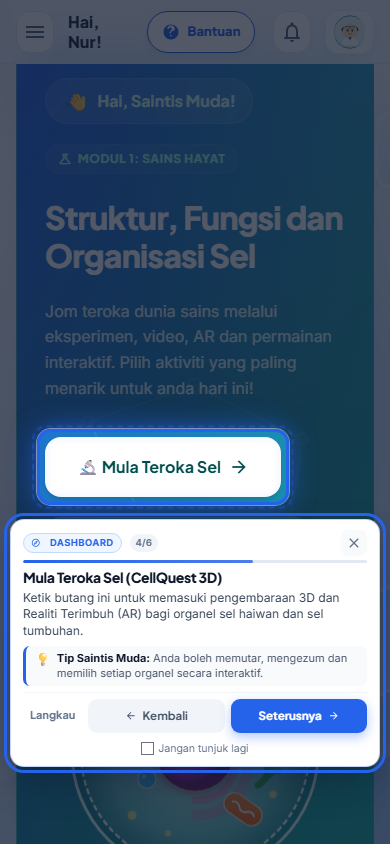 Hai,
Nur!
Bantuan
👋 Hai, Saintis Muda!
MODUL 1: SAINS HAYAT
Struktur, Fungsi dan
Organisasi Sel
Jom teroka dunia sains melalui
eksperimen, video, AR dan permainan
interaktif. Pilih aktiviti yang paling
menarik untuk anda hari ini!
🔬 Mula Teroka Sel →
DASHBOARD 4/6
Mula Teroka Sel (CellQuest 3D)
Ketik butang ini untuk memasuki pengembaraan 3D dan
Realiti Terimbuh (AR) bagi organel sel haiwan dan sel
tumbuhan.
💡 Tip Saintis Muda: Anda boleh memutar, mengezum dan
memilih setiap organel secara interaktif.
Langkau
← Kembali
Seterusnya →
Jangan tunjuk lagi